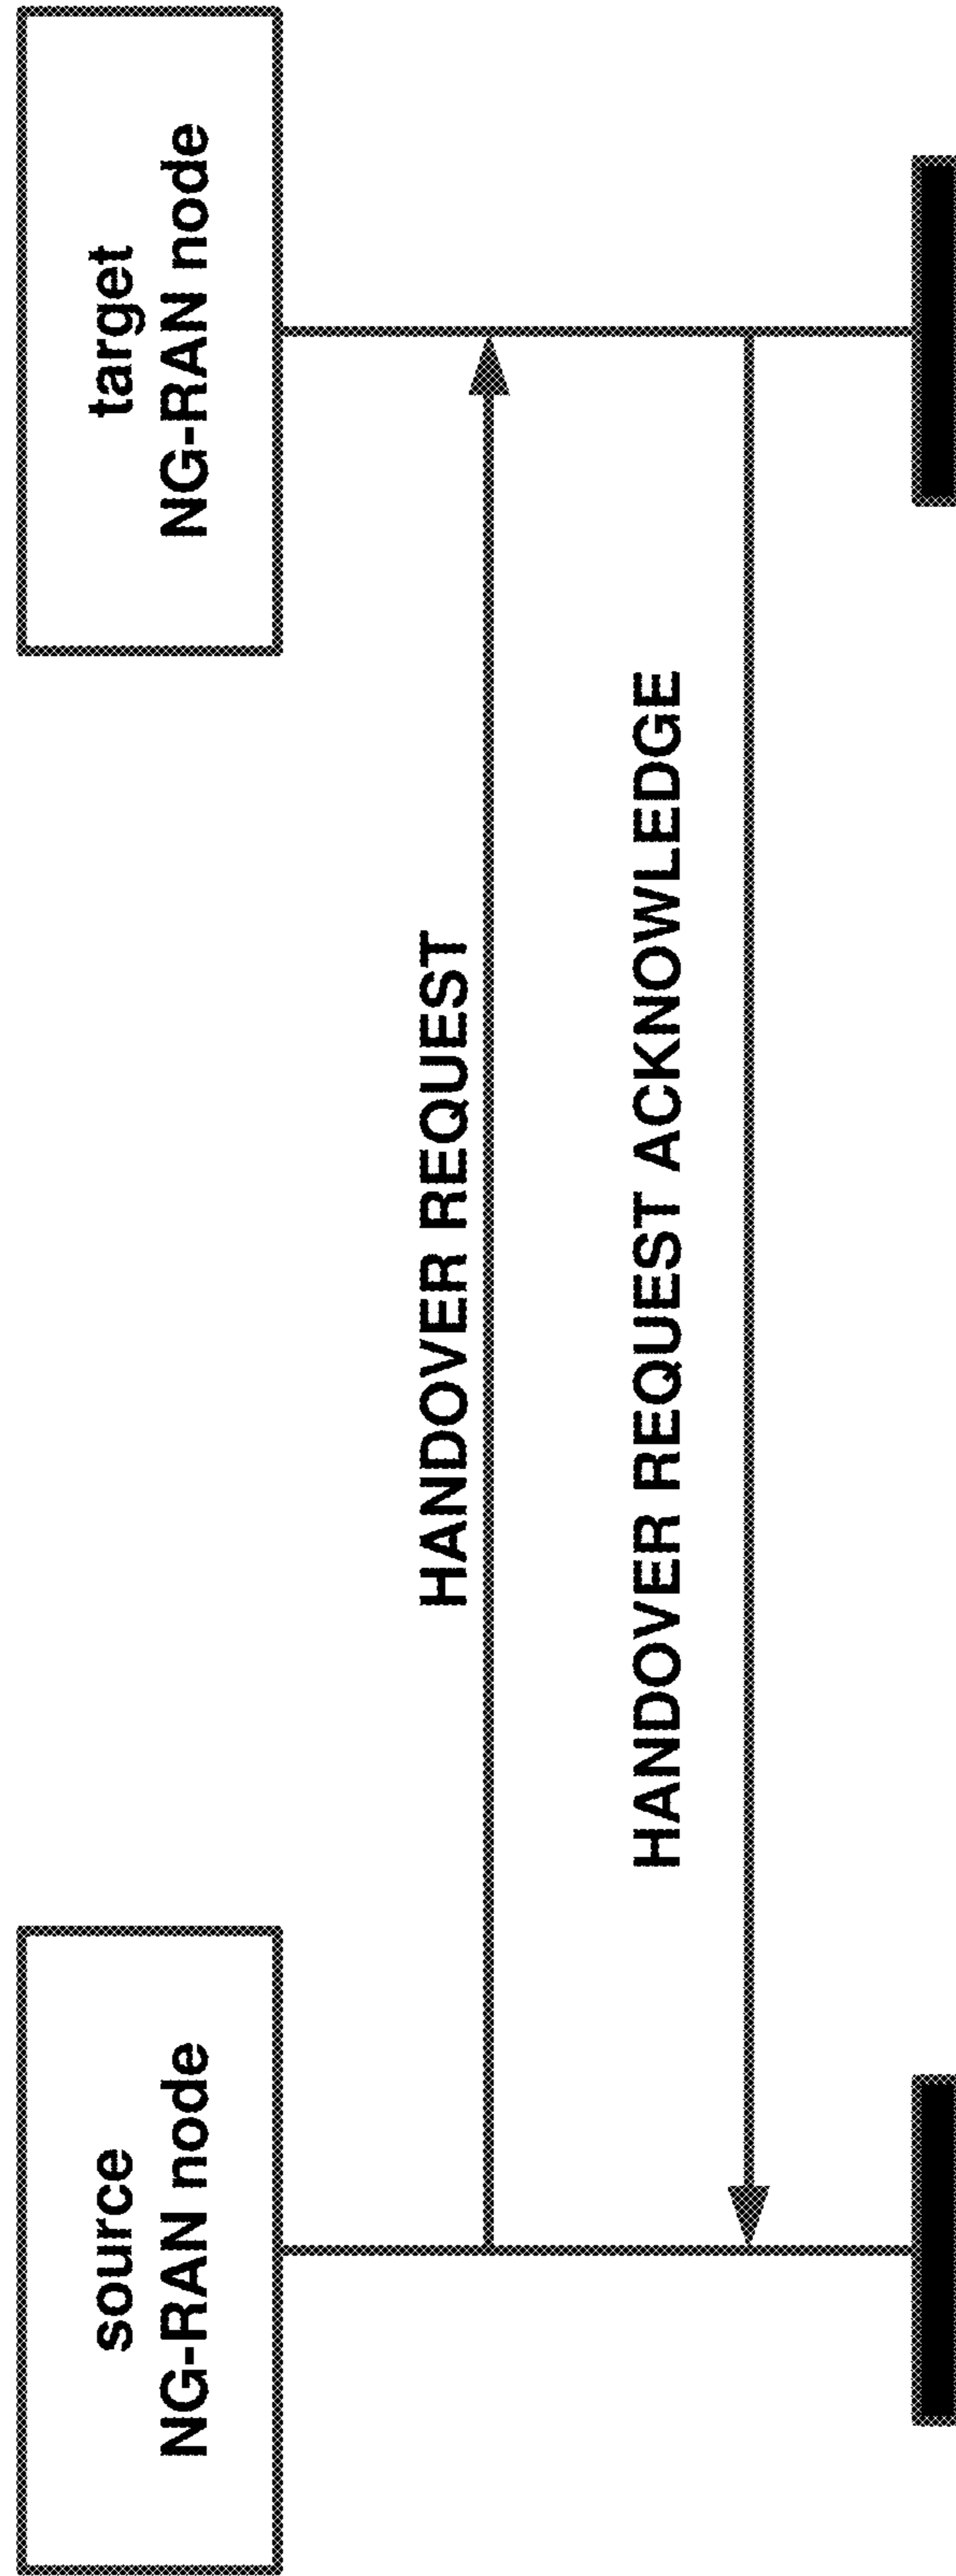 source
NG-RAN node
target
NG-RAN node
HANDOVER REQUEST
HANDOVER REQUEST ACKNOWLEDGE